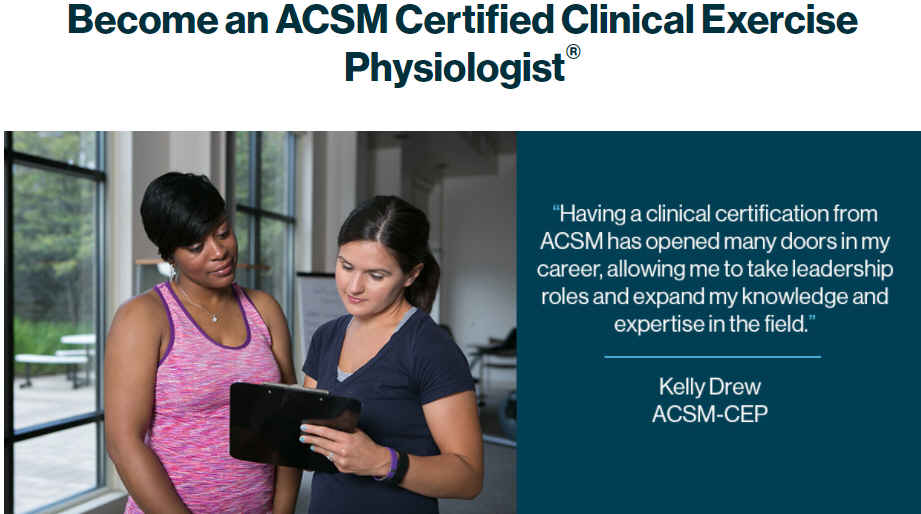 Become an ACSM Certified Clinical Exercise
Physiologist®
“Having a clinical certification from
ACSM has opened many doors in my
career, allowing me to take leadership
roles and expand my knowledge and
expertise in the field.”
Kelly Drew
ACSM-CEP